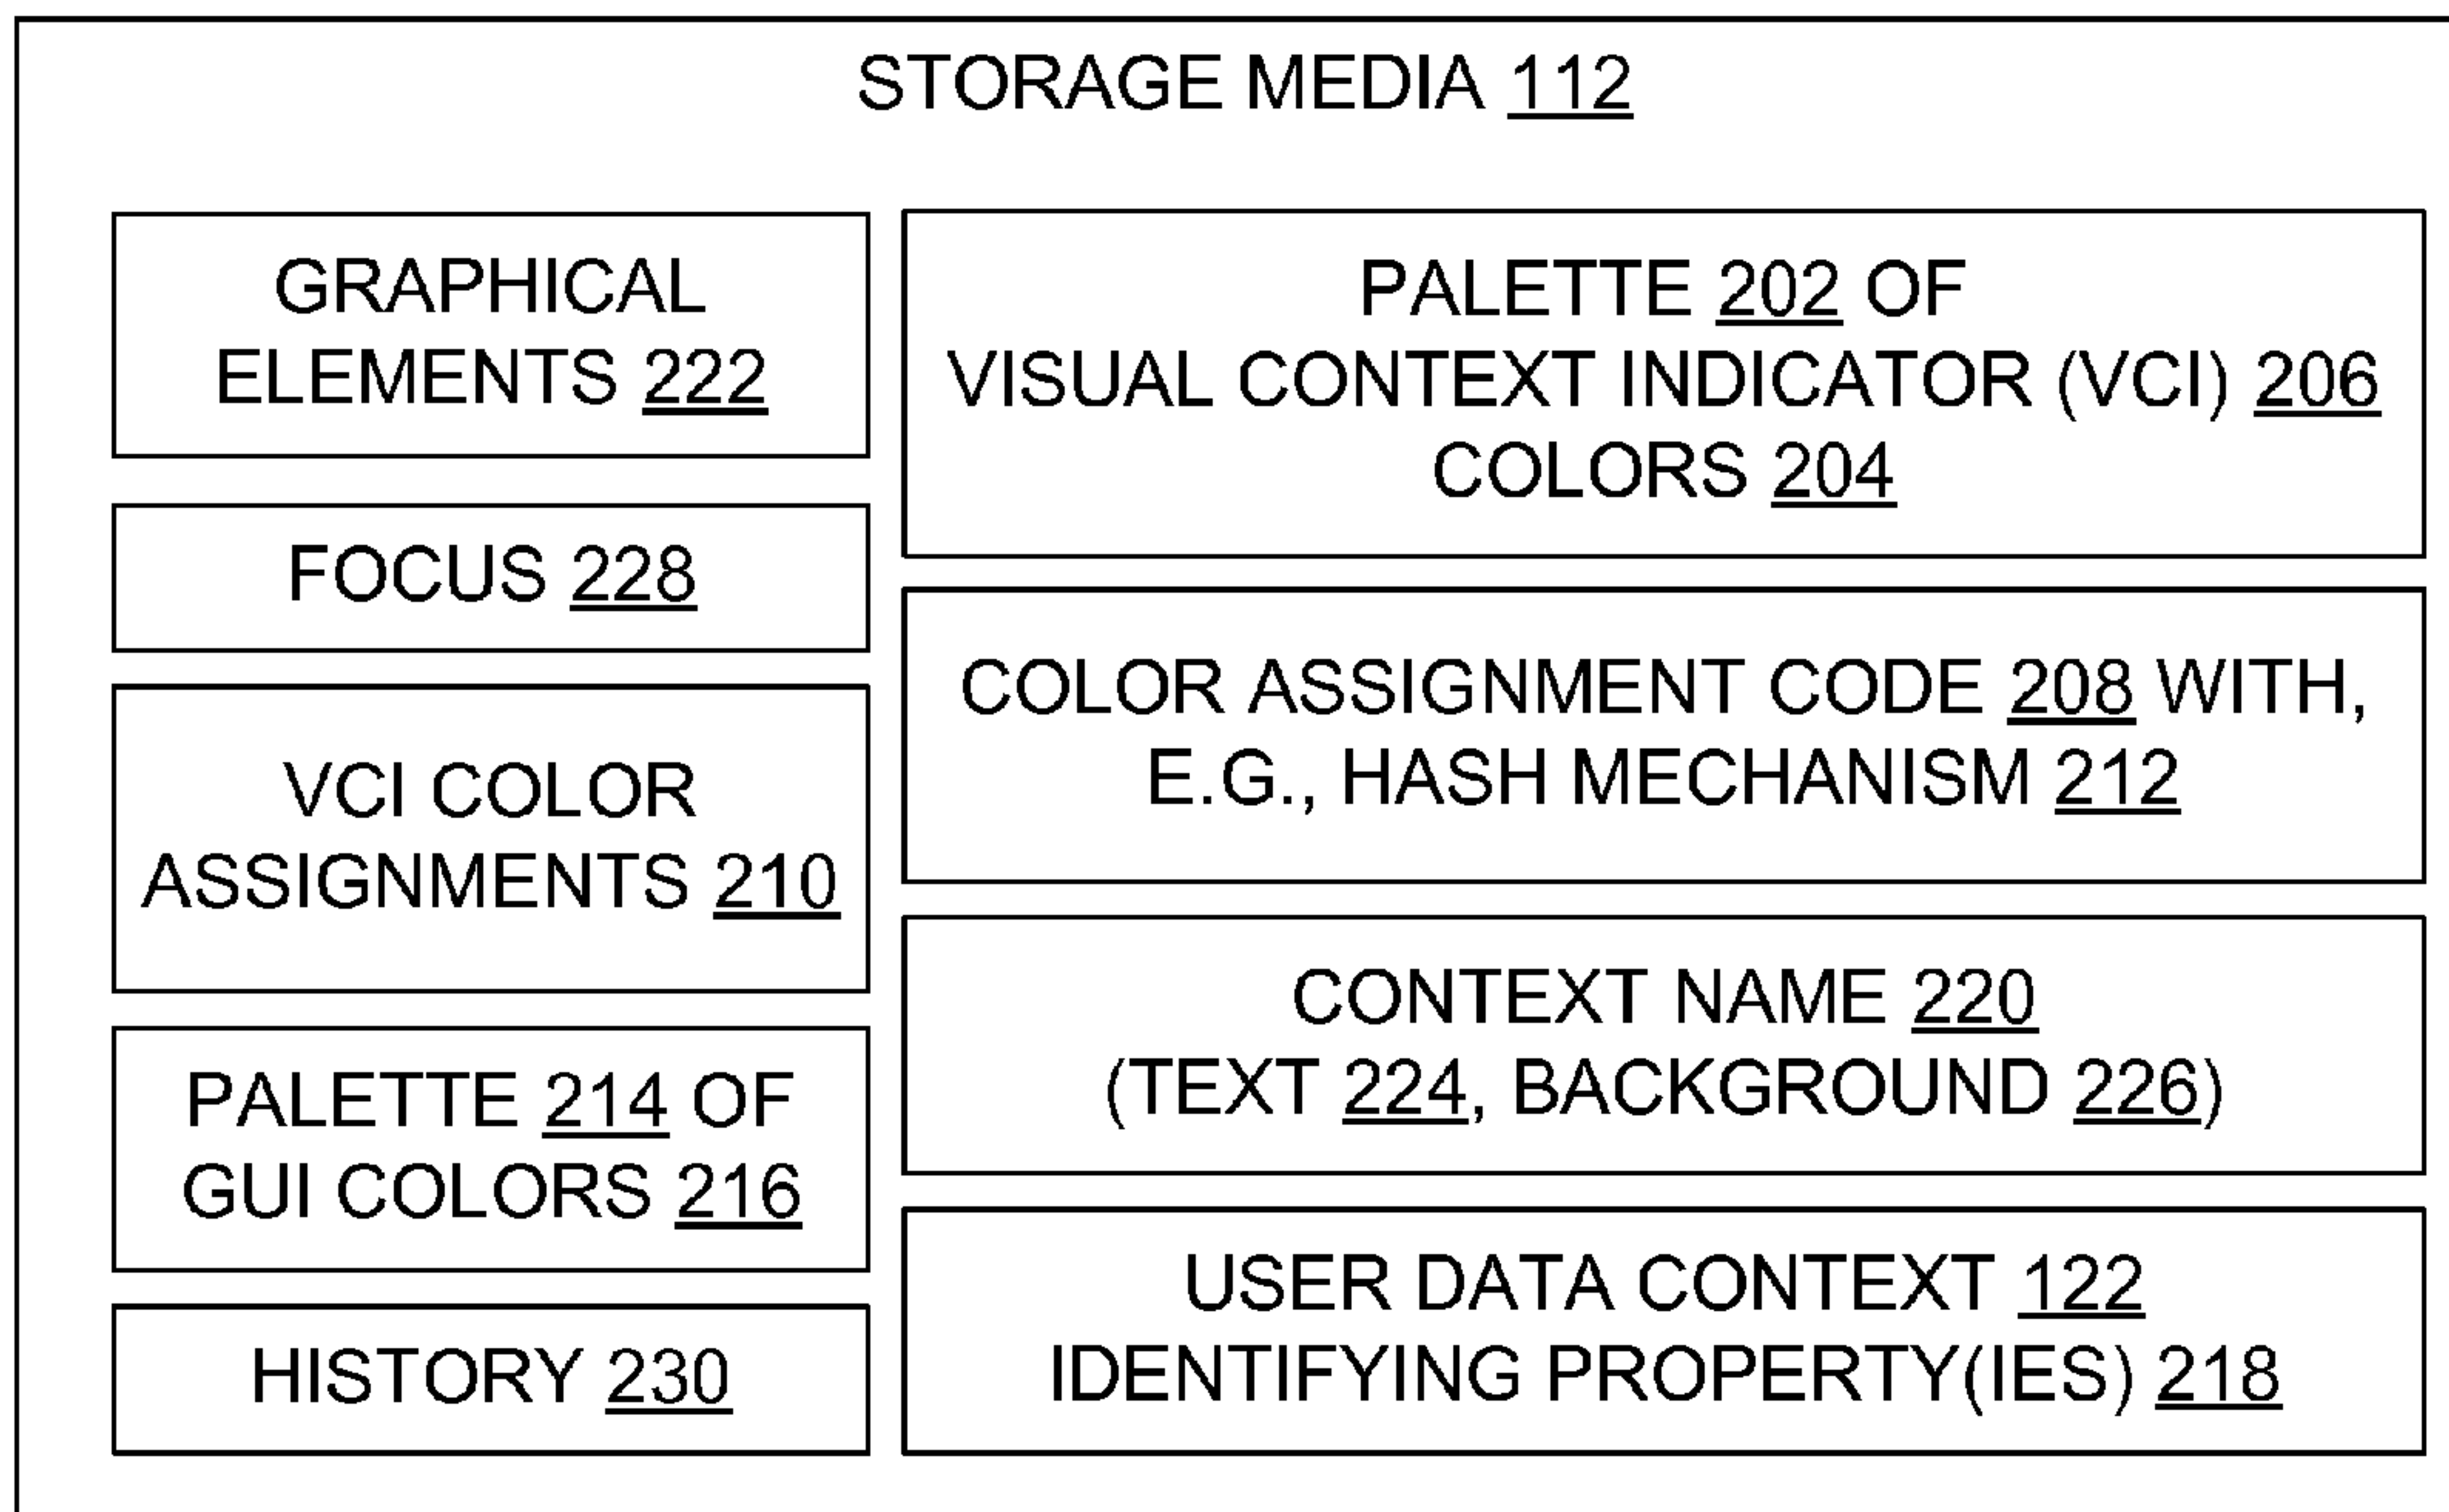 STORAGE MEDIA 112
GRAPHICAL
ELEMENTS 222
FOCUS 228
VCI COLOR
ASSIGNMENTS 210
PALETTE 214 OF
GUI COLORS 216
HISTORY 230
PALETTE 202 OF
VISUAL CONTEXT INDICATOR (VCI) 206
COLORS 204
COLOR ASSIGNMENT CODE 208 WITH,
E.G., HASH MECHANISM 212
CONTEXT NAME 220
(TEXT 224, BACKGROUND 226)
USER DATA CONTEXT 122
IDENTIFYING PROPERTY(IES) 218